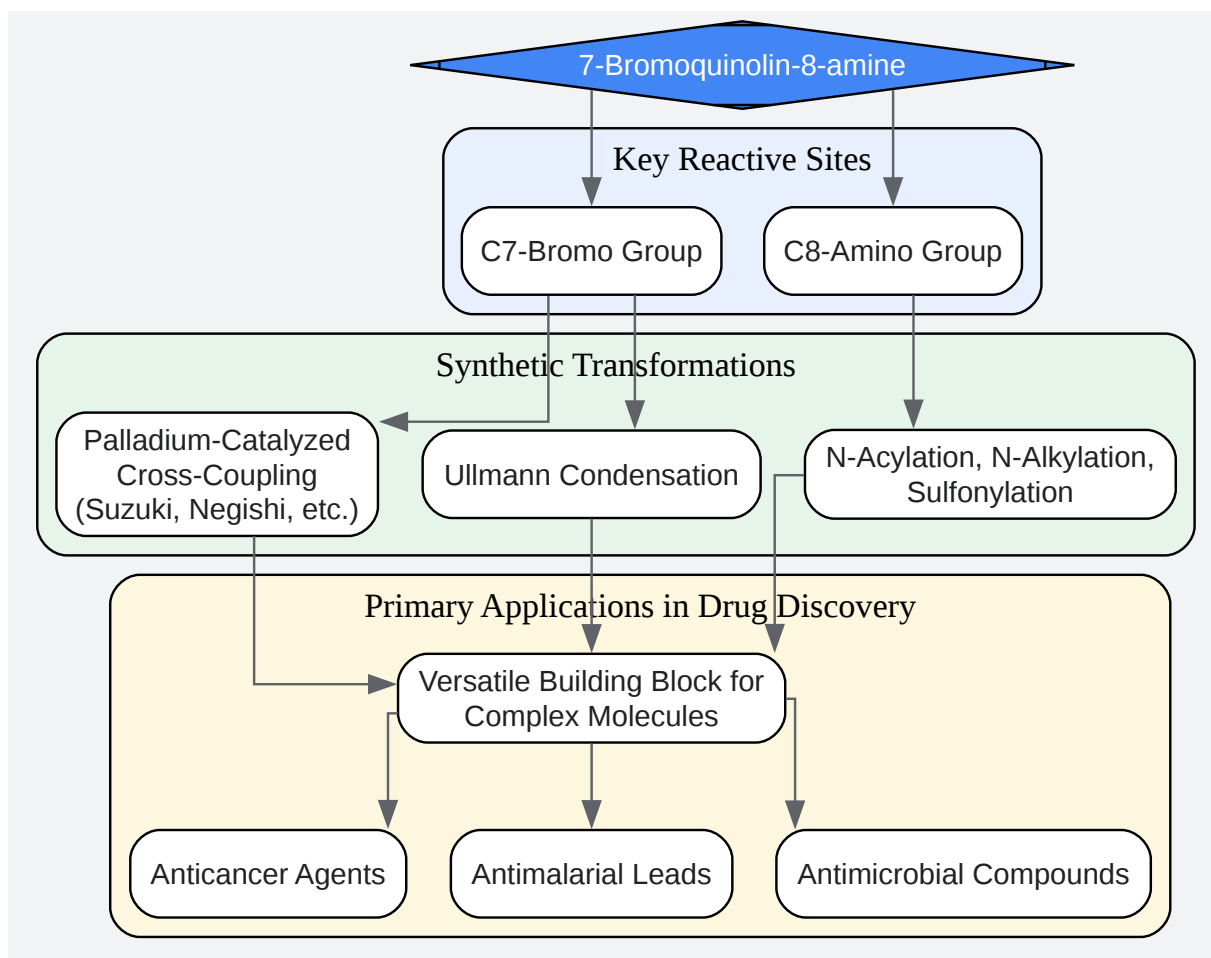 7-Bromoquinolin-8-amine
Key Reactive Sites
C7-Bromo Group
C8-Amino Group
Synthetic Transformations
Palladium-Catalyzed
Cross-Coupling
(Suzuki, Negishi, etc.)
Ullmann Condensation
N-Acylation, N-Alkylation,
Sulfonylation
Primary Applications in Drug Discovery
Versatile Building Block for
Complex Molecules
Anticancer Agents
Antimalarial Leads
Antimicrobial Compounds